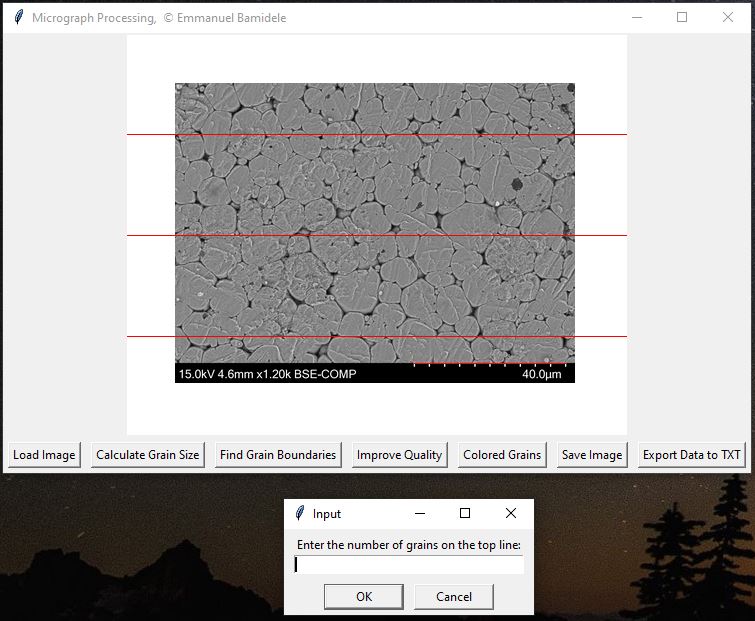 Micrograph Processing, © Emmanuel Bamidele
15.0kV 4.6mm x1.20k BSE-COMP 40.0µm
Load Image Calculate Grain Size Find Grain Boundaries Improve Quality Colored Grains Save Image Export Data to TXT
Input
Enter the number of grains on the top line:
OK Cancel